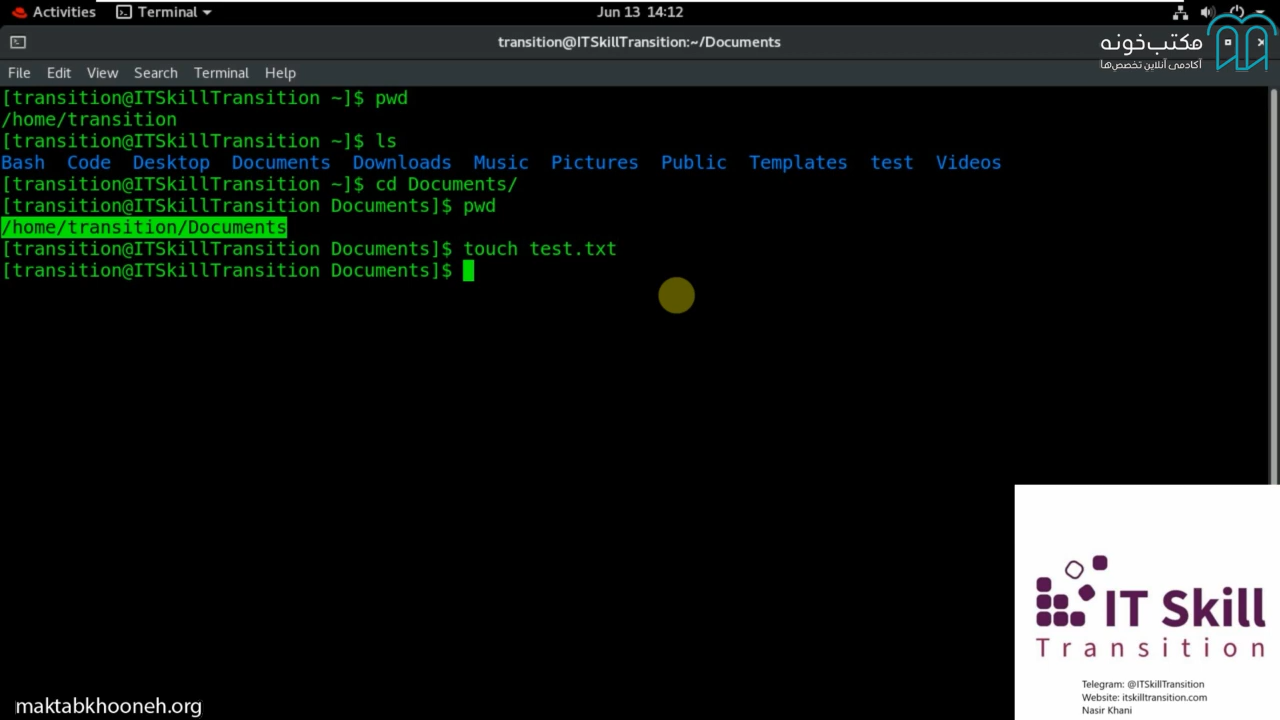 Activities Terminal Jun 13 14:12
transition@ITSkillTransition:~/Documents
مکتب‌خونه
آکادمی آنلاین تخصص‌ها
File Edit View Search Terminal Help
[transition@ITSkillTransition ~]$ pwd
/home/transition
[transition@ITSkillTransition ~]$ ls
Bash Code Desktop Documents Downloads Music Pictures Public Templates test Videos
[transition@ITSkillTransition ~]$ cd Documents/
[transition@ITSkillTransition Documents]$ pwd
/home/transition/Documents
[transition@ITSkillTransition Documents]$ touch test.txt
[transition@ITSkillTransition Documents]$
IT Skill
Transition
Telegram: @ITSkillTransition
Website: itskilltransition.com
Nasir Khani
maktabkhooneh.org